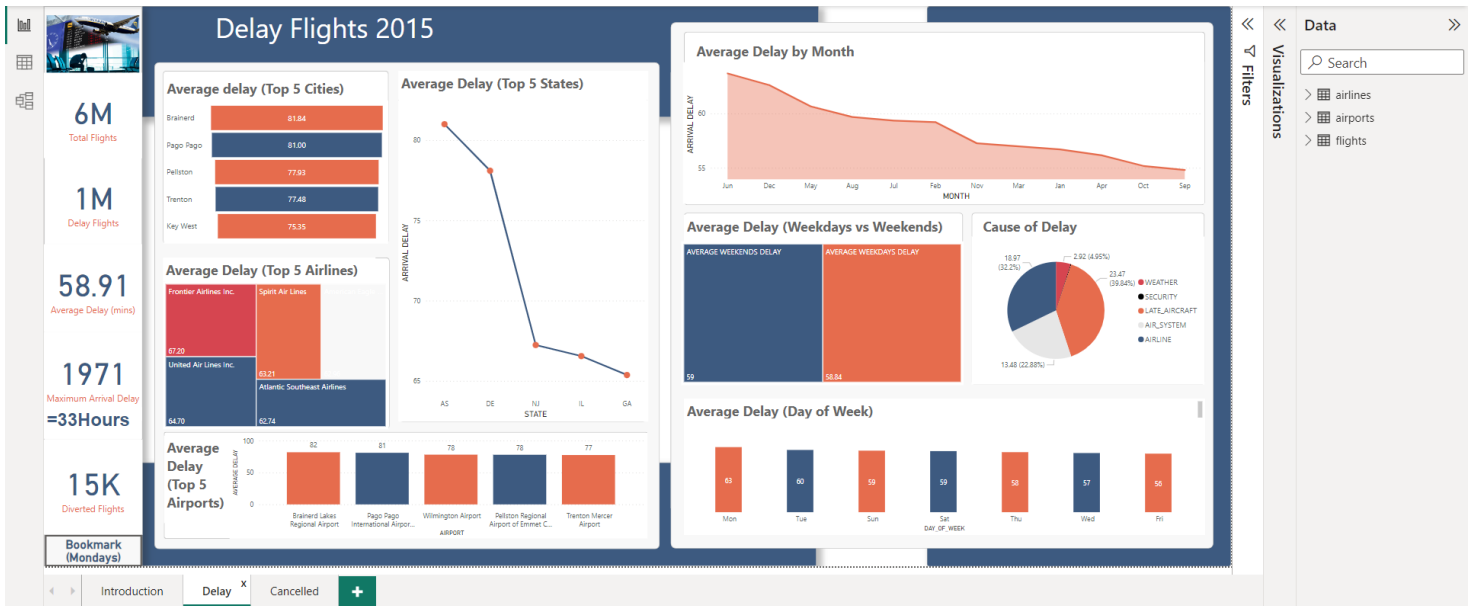 Delay Flights 2015
6M
Total Flights
1M
Delay Flights
58.91
Average Delay (mins)
1971
Maximum Arrival Delay
=33Hours
15K
Diverted Flights
Bookmark
(Mondays)
Average delay (Top 5 Cities)
Brainerd
81.84
Pago Pago
81.00
Pellston
77.93
Trenton
77.48
Key West
75.35
Average Delay (Top 5 Airlines)
Frontier Airlines Inc.
67.20
Spirit Air Lines
63.21
United Air Lines Inc.
64.70
Atlantic Southeast Airlines
62.74
Average Delay (Top 5 States)
ARRIVAL DELAY
80
75
70
65
AS DE NJ IL GA
STATE
Average
Delay
(Top 5
Airports)
AVERAGE DELAY
100
50
0
82 81 78 78 77
Brainerd Lakes
Regional Airport
Pago Pago
International Airpor...
Wilmington Airport
Pellston Regional
Airport of Emmet C...
Trenton Mercer
Airport
AIRPORT
Average Delay by Month
ARRIVAL DELAY
60
55
Jun Dec May Aug Jul Feb Nov Mar Jan Apr Oct Sep
MONTH
Average Delay (Weekdays vs Weekends)
AVERAGE WEEKENDS DELAY
59
AVERAGE WEEKDAYS DELAY
58.84
Cause of Delay
18.97
(32.2%)
2.92 (4.95%)
23.47
(39.84%)
13.48 (22.88%)
WEATHER
SECURITY
LATE_AIRCRAFT
AIR_SYSTEM
AIRLINE
Average Delay (Day of Week)
63 60 59 59 58 57 56
Mon Tue Sun Sat Thu Wed Fri
DAY_OF_WEEK
Filters
Visualizations
Data
Search
airlines
airports
flights
Introduction
Delay
x
Cancelled
+